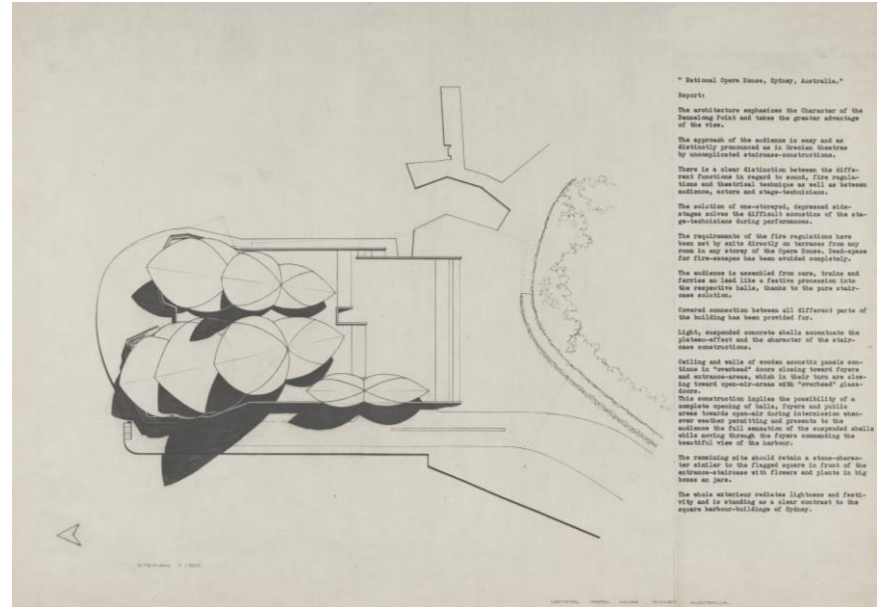 " National Opera House, Sydney, Australia."
Report:
The architecture emphasizes the Character of the
Bennelong Point and takes the greater advantage
of the view.
The approach of the audience is easy and as
distinctly pronounced as in Grecian theatres
by uncomplicated staircase-constructions.
There is a clear distinction between the diffe-
rent functions in regard to sound, fire regula-
tions and theatrical technique as well as between
audience, actors and stage-technicians.
The solution of one-storeyed, depressed side-
stages solves the difficult acoustics of the sta-
ge-technicians during performances.
The requirements of the fire regulations have
been met by exits directly on terraces from any
room in any storey of the Opera House. Dead-space
for fire-escapes has been avoided completely.
The audience is assembled from cars, trains and
ferries an lead like a festive procession into
the respective halls, thanks to the pure stair-
case solution.
Covered connection between all different parts of
the building has been provided for.
Light, suspended concrete shells accentuate the
plateau-effect and the character of the stair-
case constructions.
Ceiling and walls of wooden acoustic panels con-
tinue in "overhead" doors closing toward foyers
and entrance-areas, which in their turn are clos-
ing toward open-air-areas with "overhead" glass-
doors.
This construction implies the possibility of a
complete opening of halls, foyers and public
areas towards open-air during intermission when-
ever weather permitting and presents to the
audience the full sensation of the suspended shells
while moving through the foyers commanding the
beautiful view of the harbour.
The remaining site should retain a stone-charac-
ter similar to the flagged square in front of the
entrance-staircase with flowers and plants in big
boxes an jars.
The whole exterieur radiates lightness and festi-
vity and is standing as a clear contrast to the
square harbour-buildings of Sydney.
SITEPLAN
NATIONAL OPERA HOUSE, SYDNEY, AUSTRALIA